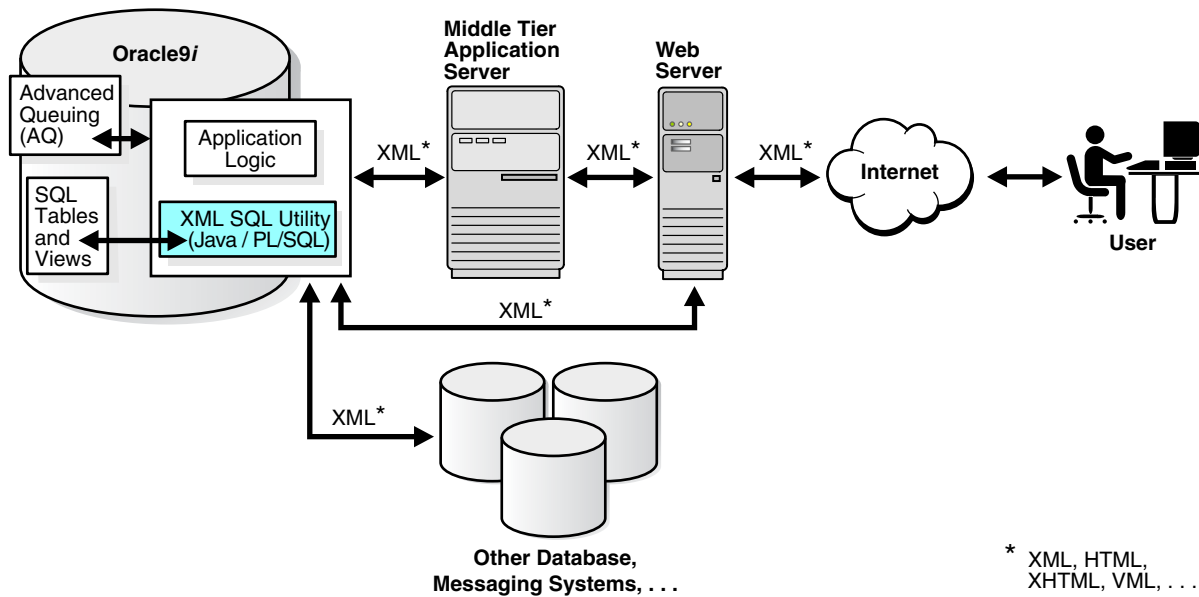 Oracle9i
Advanced
Queuing
(AQ)
Application
Logic
SQL
Tables
and
Views
XML SQL Utility
(Java / PL/SQL)
XML*
Middle Tier
Application
Server
XML*
Web
Server
XML*
Internet
User
XML*
XML*
Other Database,
Messaging Systems, . . .
* XML, HTML,
XHTML, VML, . . .